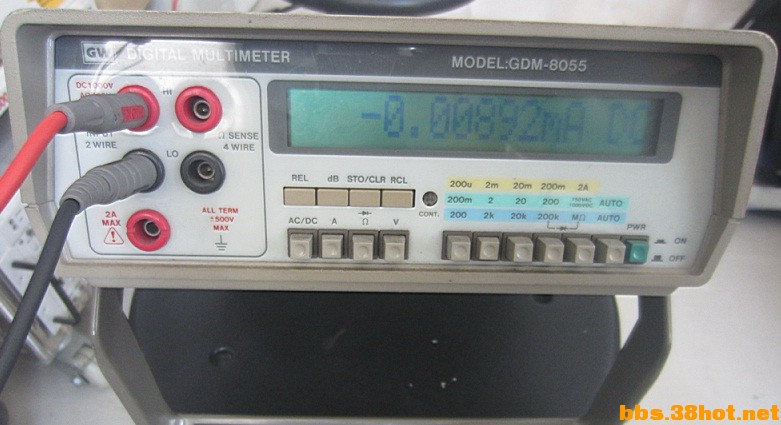 GW DIGITAL MULTIMETER
MODEL:GDM-8055
DC1000V
HI
INPUT
2 WIRE
Ω SENSE
4 WIRE
LO
2A
MAX
ALL TERM
±500V
MAX
-0.00892mA DC
REL dB STO/CLR RCL
CONT.
AC/DC A Ω V
200u 2m 20m 200m 2A
200m 2 20 200 AUTO
200 2k 20k 200k MΩ AUTO
PWR
ON
OFF
bbs.38hot.net